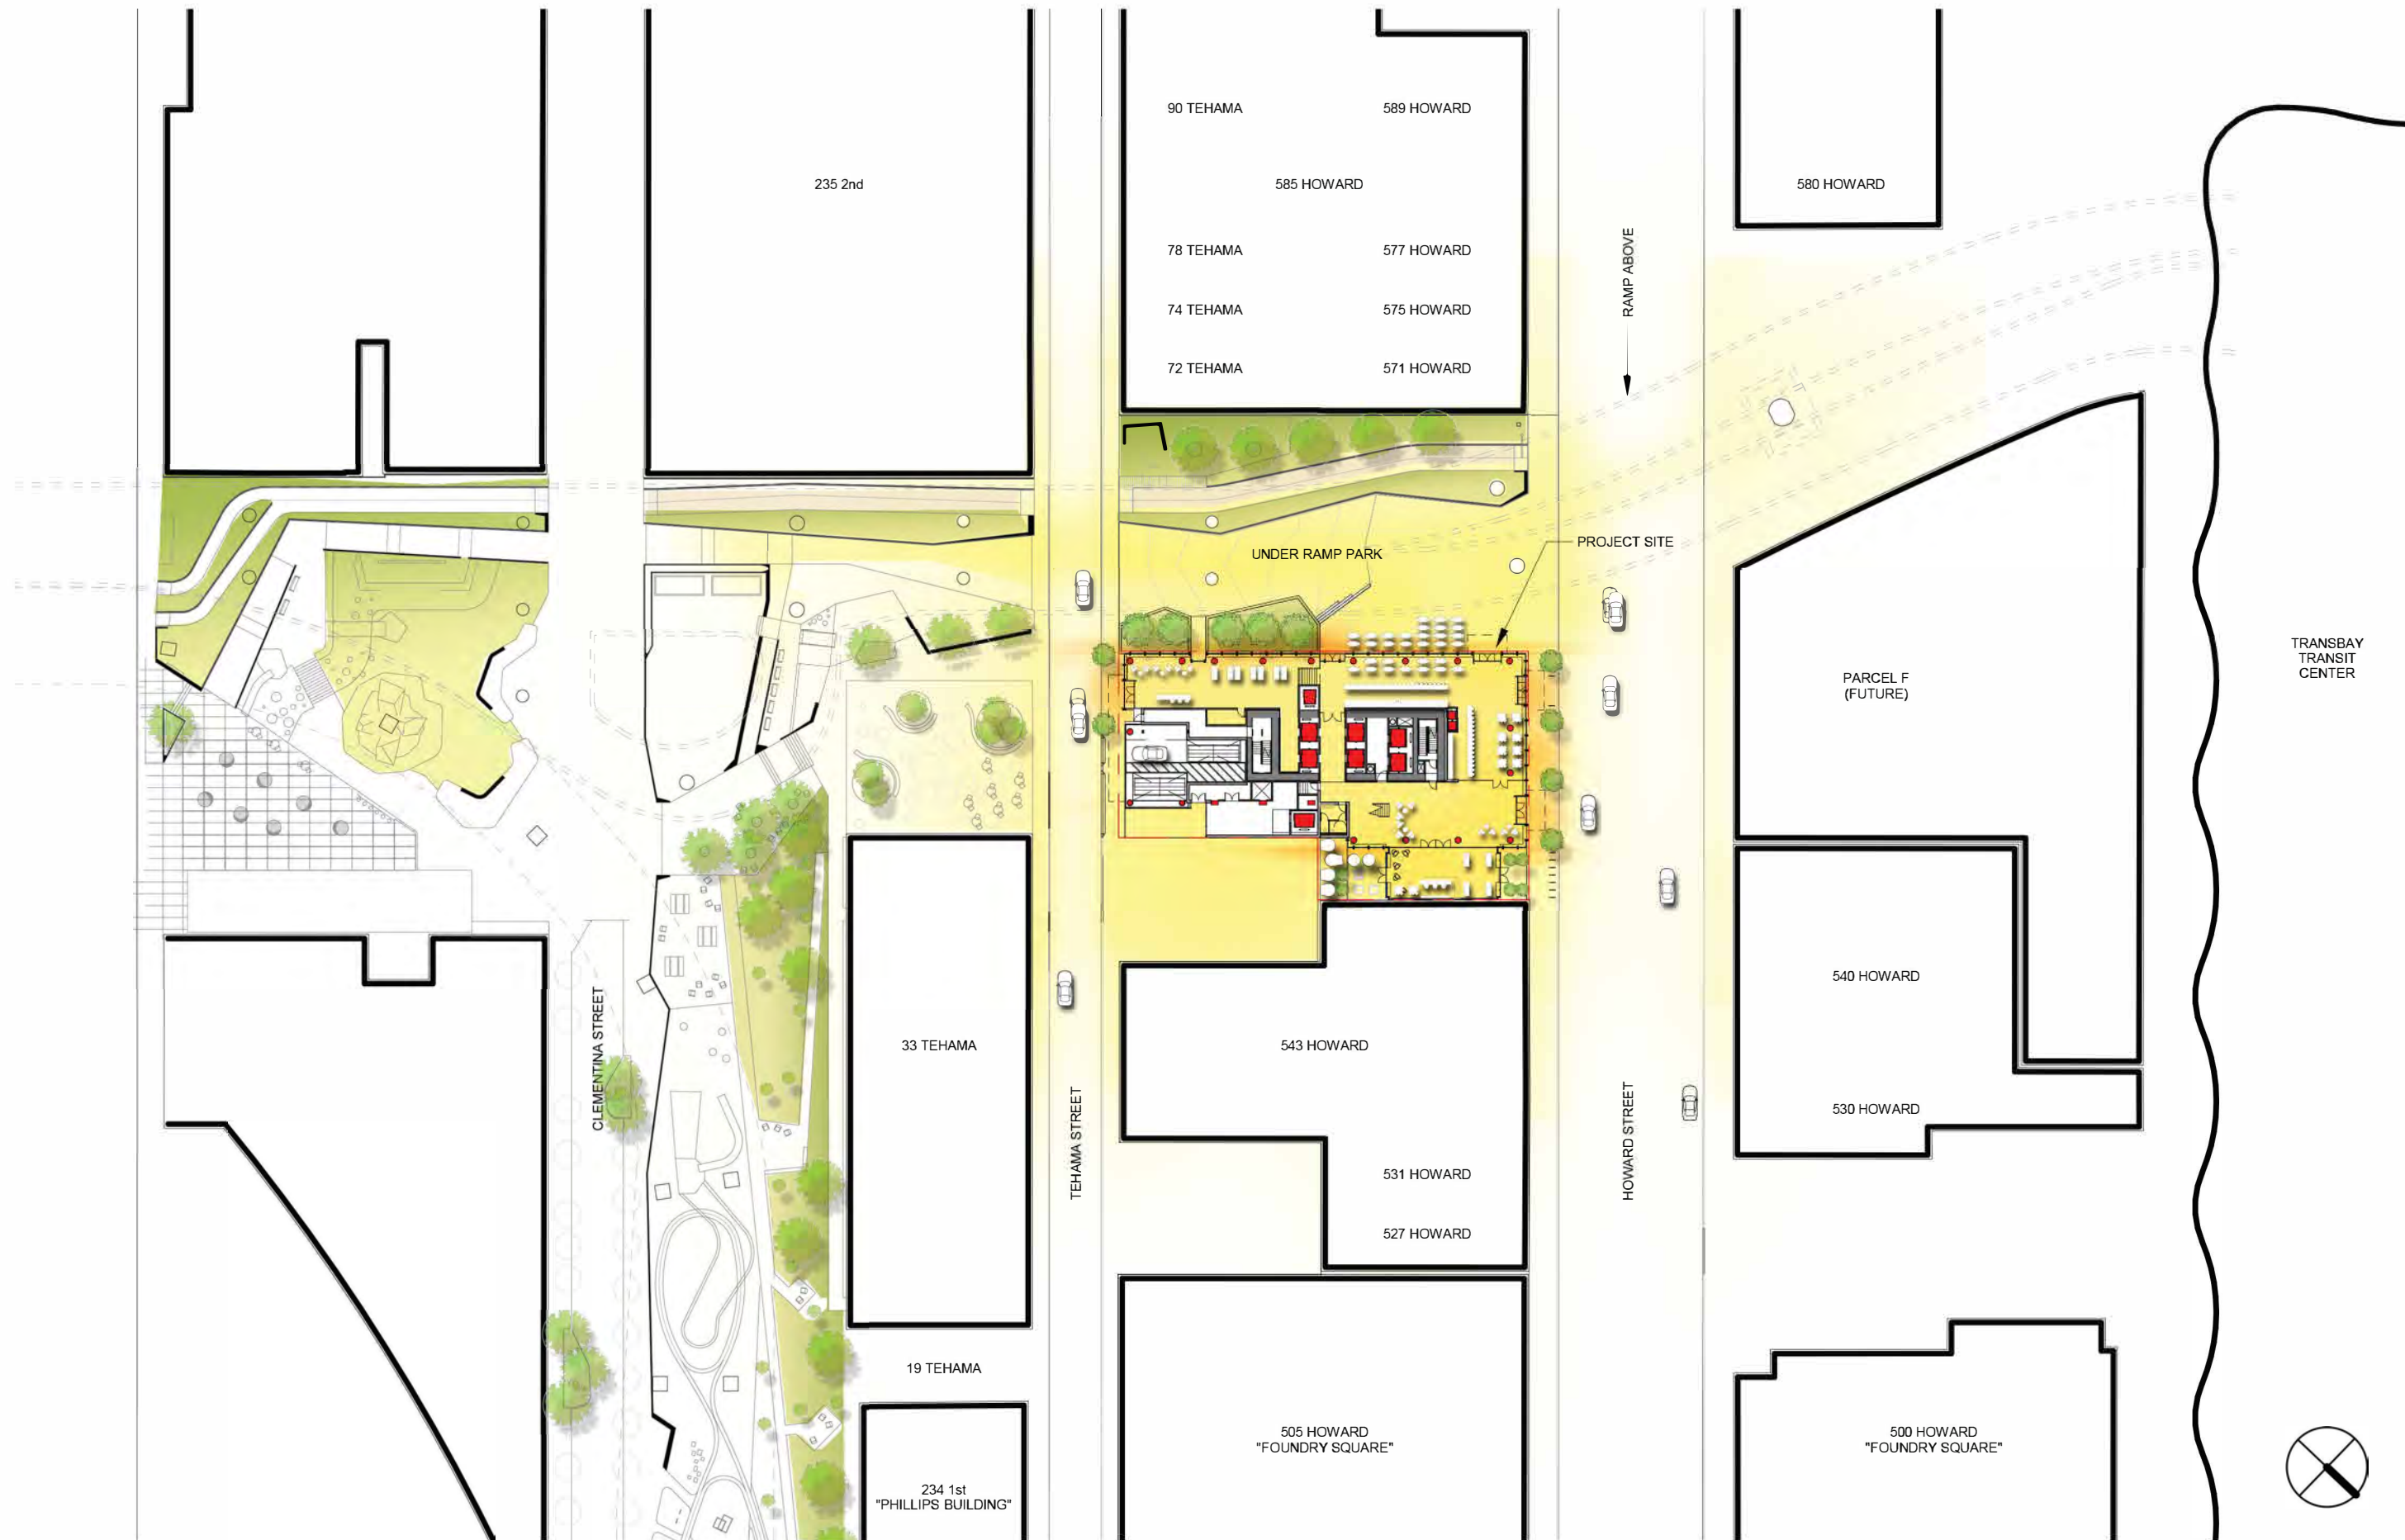 90 TEHAMA
589 HOWARD
235 2nd
585 HOWARD
580 HOWARD
78 TEHAMA
577 HOWARD
RAMP ABOVE
74 TEHAMA
575 HOWARD
72 TEHAMA
571 HOWARD
UNDER RAMP PARK
PROJECT SITE
TRANSBAY
TRANSIT
CENTER
PARCEL F
(FUTURE)
540 HOWARD
CLEMENTINA STREET
33 TEHAMA
543 HOWARD
530 HOWARD
TEHAMA STREET
HOWARD STREET
531 HOWARD
527 HOWARD
19 TEHAMA
505 HOWARD
"FOUNDRY SQUARE"
500 HOWARD
"FOUNDRY SQUARE"
234 1st
"PHILLIPS BUILDING"